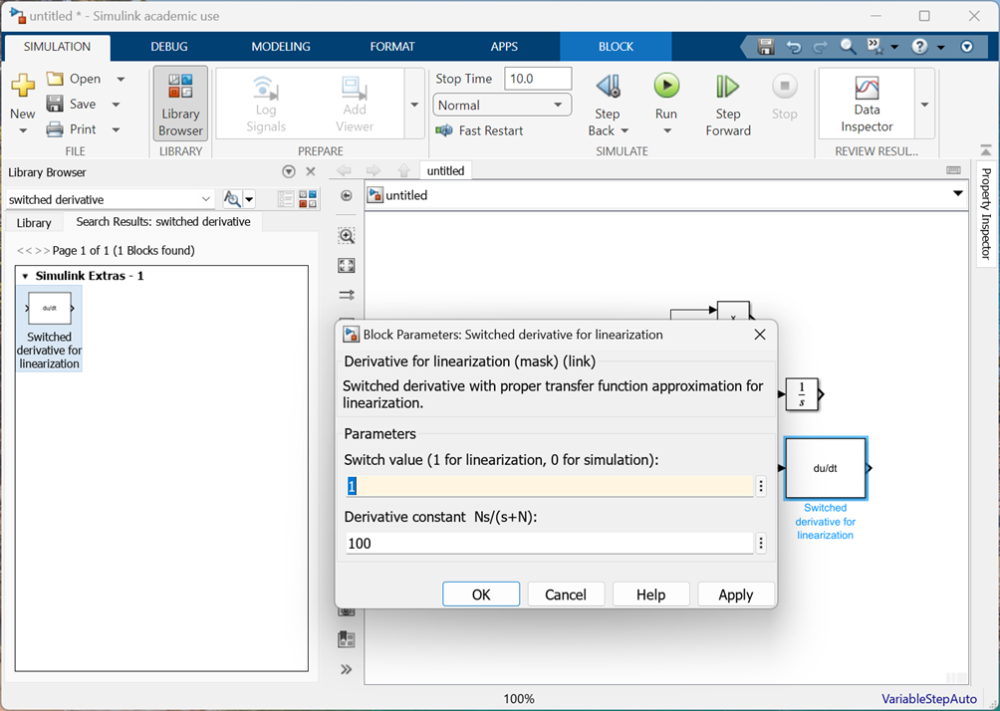 untitled * - Simulink academic use
SIMULATION DEBUG MODELING FORMAT APPS BLOCK
New
Open
Save
Print
FILE
Library
Browser
LIBRARY
Log
Signals
Add
Viewer
PREPARE
Stop Time 10.0
Normal
Fast Restart
Step
Back
Run
Step
Forward
Stop
SIMULATE
Data
Inspector
REVIEW RESUL...
Library Browser
switched derivative
Library Search Results: switched derivative
<< >> Page 1 of 1 (1 Blocks found)
Simulink Extras - 1
du/dt
Switched
derivative for
linearization
untitled
untitled
Property Inspector
x
1
s
du/dt
Switched
derivative for
linearization
Block Parameters: Switched derivative for linearization
Derivative for linearization (mask) (link)
Switched derivative with proper transfer function approximation for
linearization.
Parameters
Switch value (1 for linearization, 0 for simulation):
1
Derivative constant Ns/(s+N):
100
OK Cancel Help Apply
100%
VariableStepAuto